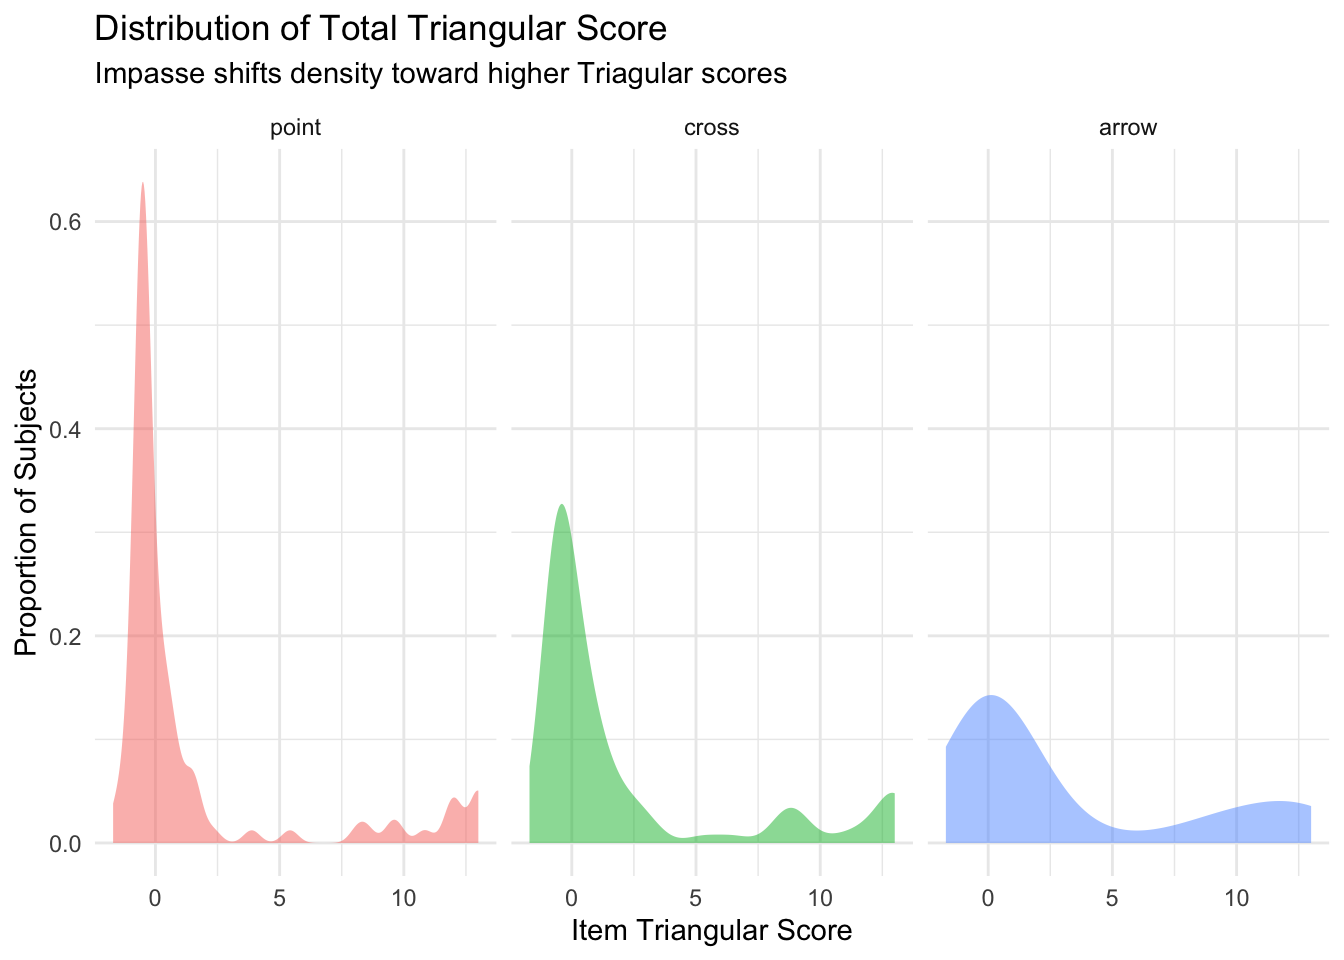 Distribution of Total Triangular Score
Impasse shifts density toward higher Triagular scores
point
cross
arrow
Proportion of Subjects
0.6
0.4
0.2
0.0
0 5 10
0 5 10
0 5 10
Item Triangular Score